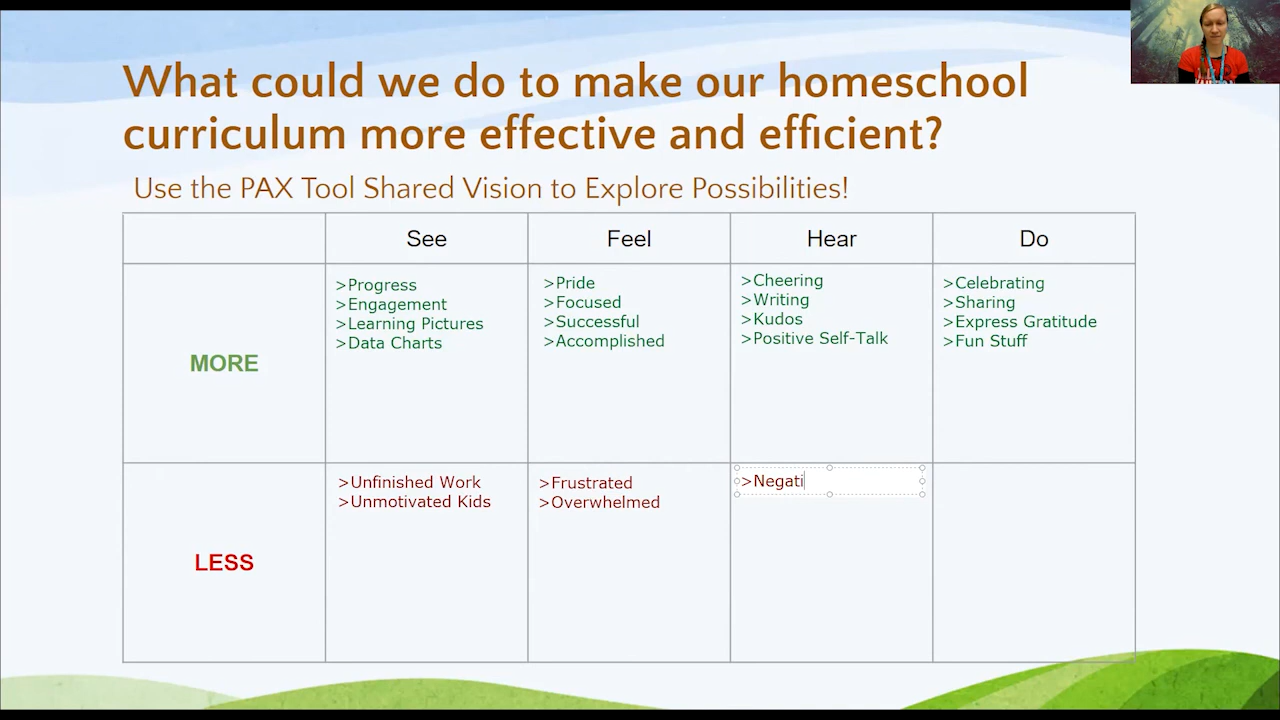 What could we do to make our homeschool
curriculum more effective and efficient?
Use the PAX Tool Shared Vision to Explore Possibilities!
See
Feel
Hear
Do
MORE
>Progress
>Engagement
>Learning Pictures
>Data Charts
>Pride
>Focused
>Successful
>Accomplished
>Cheering
>Writing
>Kudos
>Positive Self-Talk
>Celebrating
>Sharing
>Express Gratitude
>Fun Stuff
LESS
>Unfinished Work
>Unmotivated Kids
>Frustrated
>Overwhelmed
>Negati